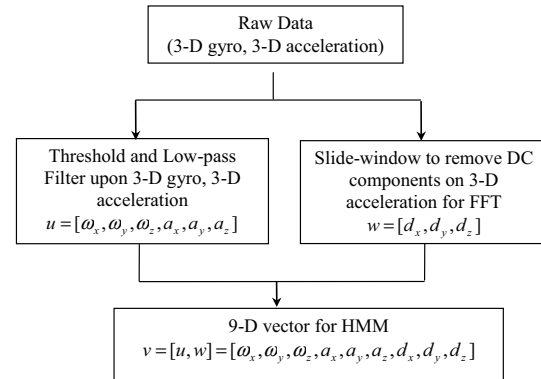 Raw Data
(3-D gyro, 3-D acceleration)
Threshold and Low-pass
Filter upon 3-D gyro, 3-D
acceleration
u = [ω_x, ω_y, ω_z, a_x, a_y, a_z]
Slide-window to remove DC
components on 3-D
acceleration for FFT
w = [d_x, d_y, d_z]
9-D vector for HMM
v = [u, w] = [ω_x, ω_y, ω_z, a_x, a_y, a_z, d_x, d_y, d_z]